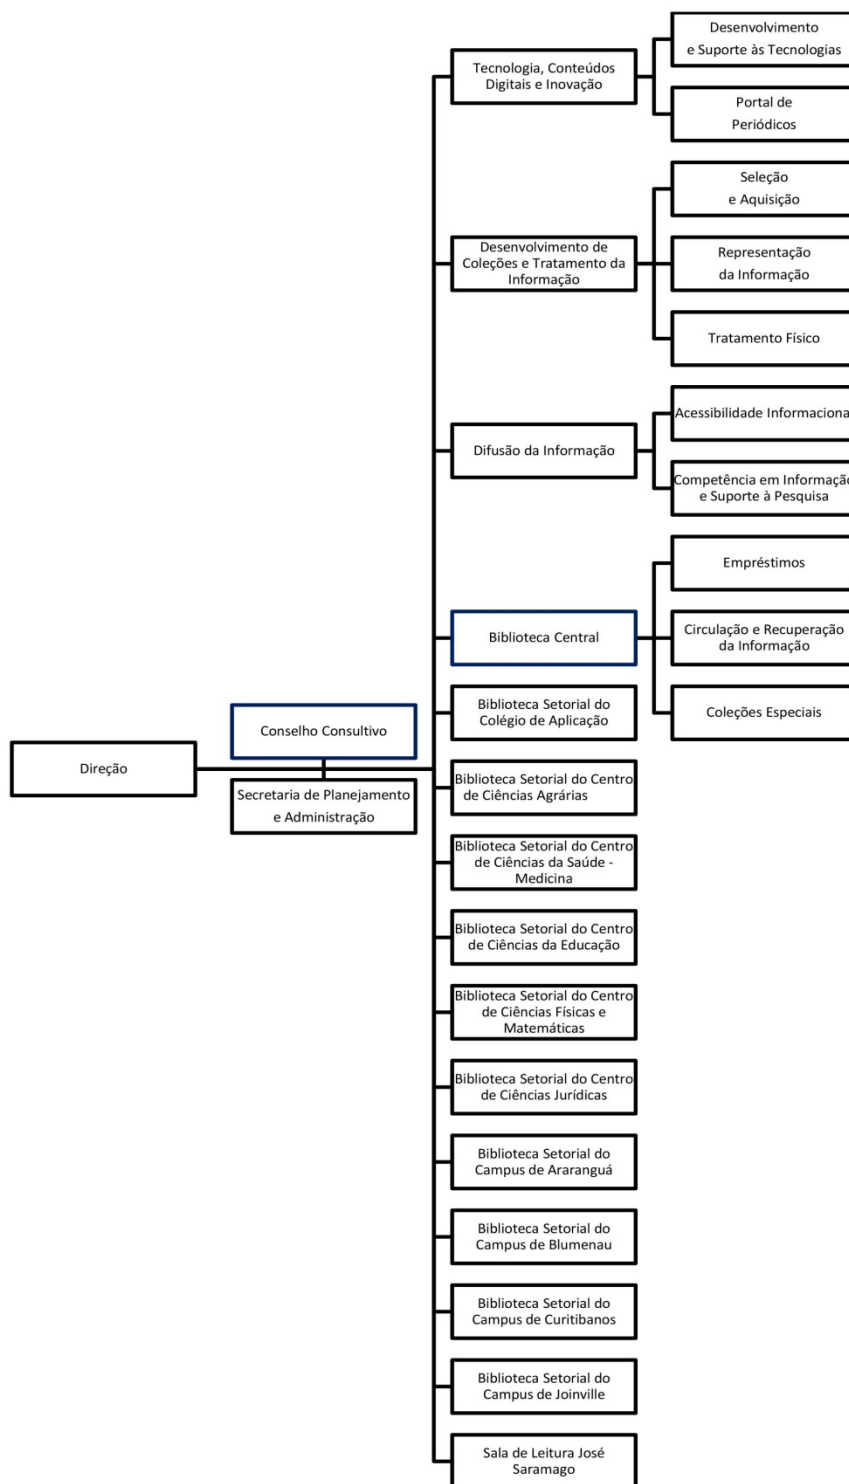 Desenvolvimento
e Suporte às Tecnologias
Tecnologia, Conteúdos
Digitais e Inovação
Portal de
Periódicos
Seleção
e Aquisição
Desenvolvimento de
Coleções e Tratamento da
Informação
Representação
da Informação
Tratamento Físico
Acessibilidade Informaciona
Difusão da Informação
Competência em Informação
e Suporte à Pesquisa
Empréstimos
Biblioteca Central
Circulação e Recuperação
da Informação
Biblioteca Setorial do
Colégio de Aplicação
Coleções Especiais
Conselho Consultivo
Direção
Secretaria de Planejamento
e Administração
Biblioteca Setorial do Centro
de Ciências Agrárias
Biblioteca Setorial do Centro
de Ciências da Saúde -
Medicina
Biblioteca Setorial do Centro
de Ciências da Educação
Biblioteca Setorial do Centro
de Ciências Físicas e
Matemáticas
Biblioteca Setorial do Centro
de Ciências Jurídicas
Biblioteca Setorial do
Campus de Araranguá
Biblioteca Setorial do
Campus de Blumenau
Biblioteca Setorial do
Campus de Curitibanos
Biblioteca Setorial do
Campus de Joinville
Sala de Leitura José
Saramago